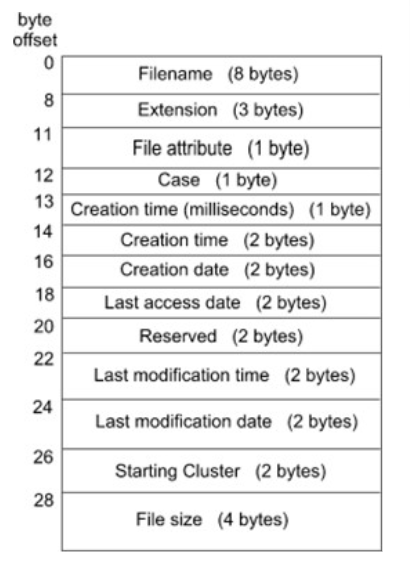 byte
offset
0
Filename (8 bytes)
8
Extension (3 bytes)
11
File attribute (1 byte)
12
Case (1 byte)
13
Creation time (milliseconds) (1 byte)
14
Creation time (2 bytes)
16
Creation date (2 bytes)
18
Last access date (2 bytes)
20
Reserved (2 bytes)
22
Last modification time (2 bytes)
24
Last modification date (2 bytes)
26
Starting Cluster (2 bytes)
28
File size (4 bytes)